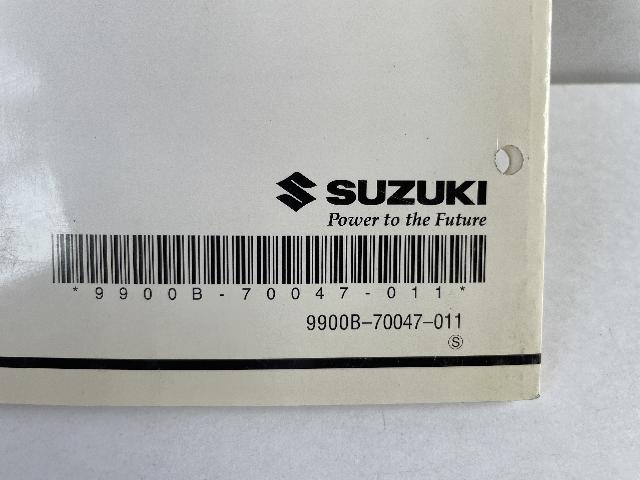 SUZUKI
Power to the Future
*9900B-70047-011*
9900B-70047-011
S